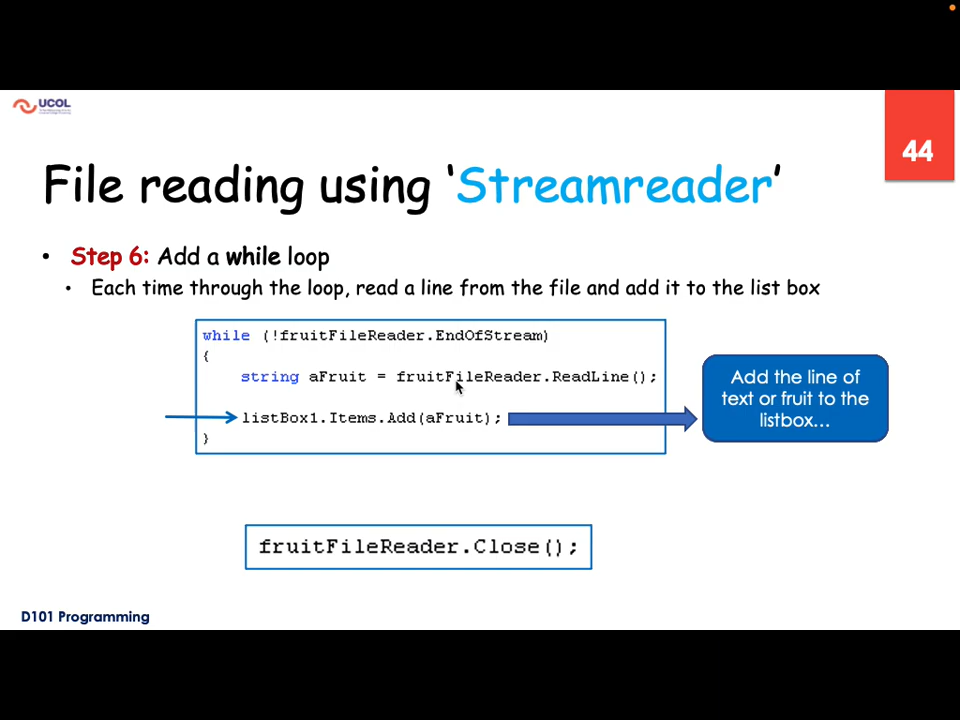 UCOL
44
File reading using ‘Streamreader’
• Step 6: Add a while loop
• Each time through the loop, read a line from the file and add it to the list box
while (!fruitFileReader.EndOfStream)
{
string aFruit = fruitFileReader.ReadLine();
listBox1.Items.Add(aFruit);
}
Add the line of
text or fruit to the
listbox...
fruitFileReader.Close();
D101 Programming